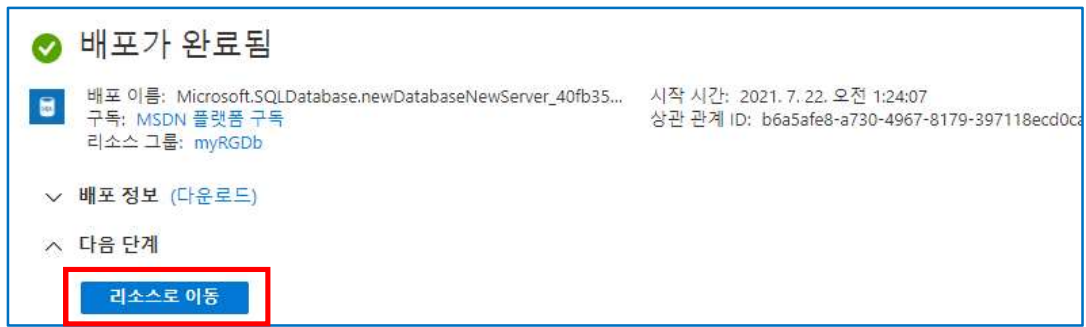 배포가 완료됨
배포 이름: Microsoft.SQLDatabase.newDatabaseNewServer_40fb35...
구독: MSDN 플랫폼 구독
리소스 그룹: myRGDb
시작 시간: 2021. 7. 22. 오전 1:24:07
상관 관계 ID: b6a5afe8-a730-4967-8179-397118ecd0ca
배포 정보 (다운로드)
다음 단계
리소스로 이동